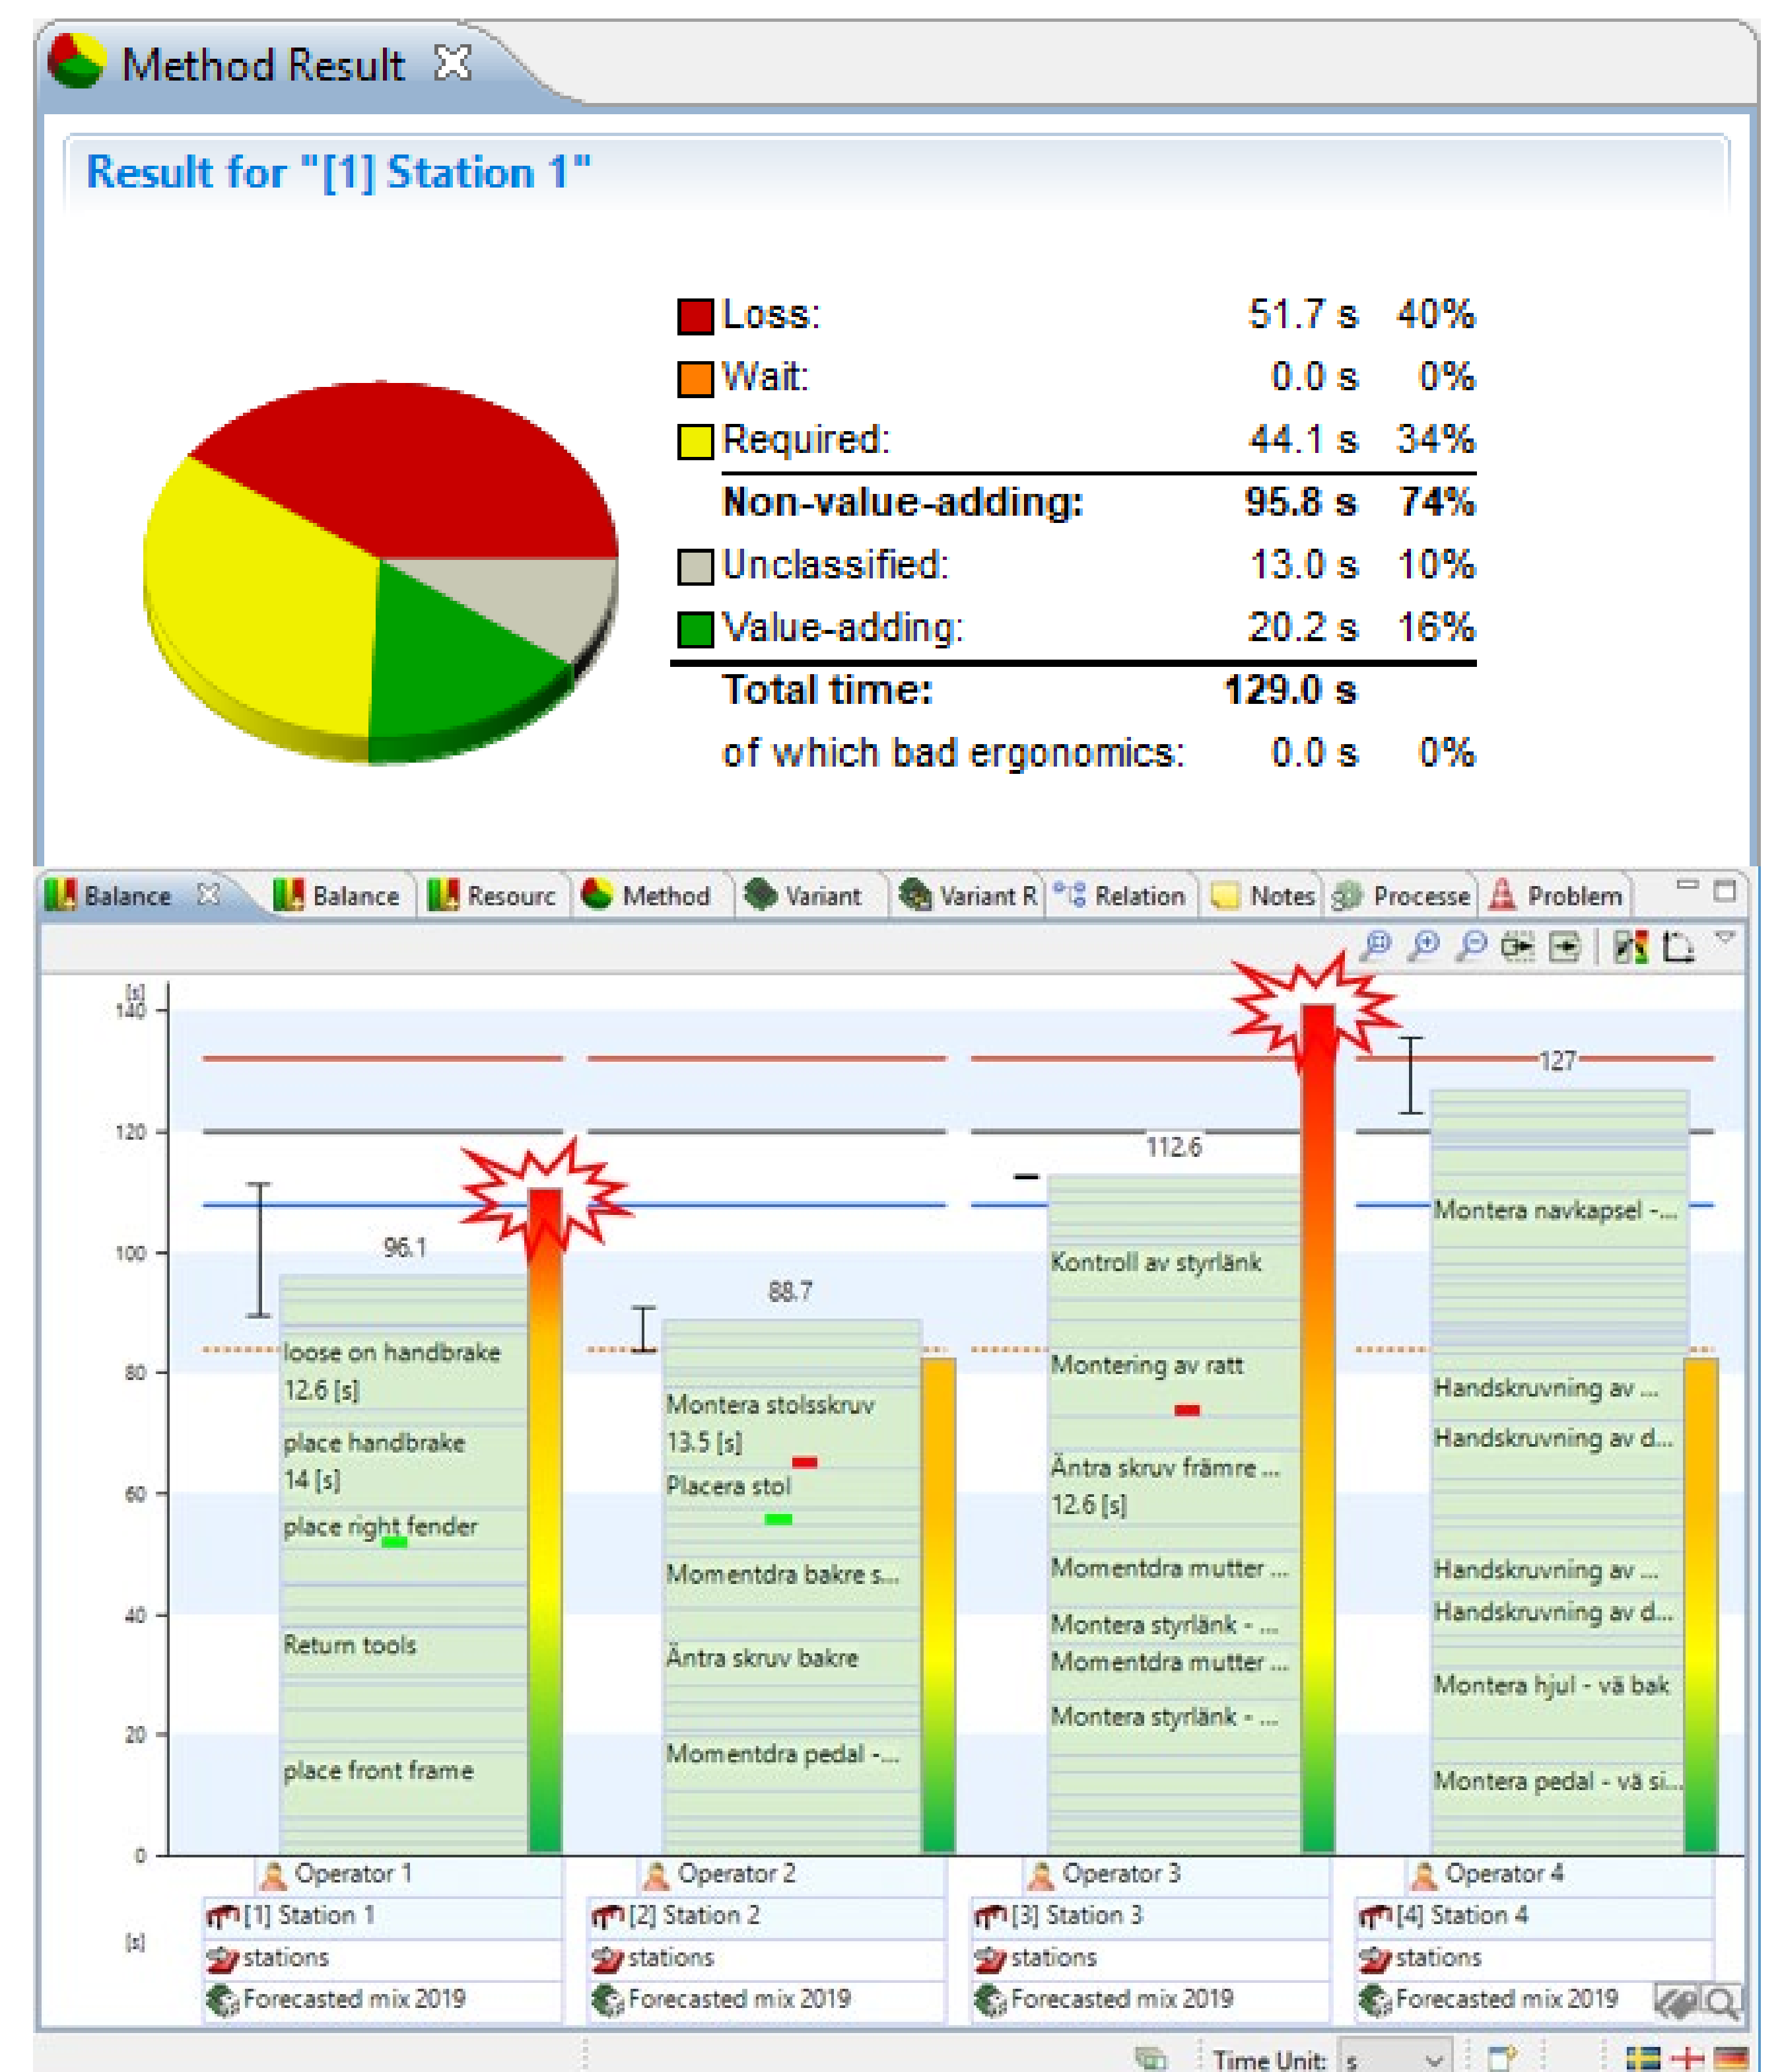 Method Result
Result for "[1] Station 1"
Loss: 51.7 s 40%
Wait: 0.0 s 0%
Required: 44.1 s 34%
Non-value-adding: 95.8 s 74%
Unclassified: 13.0 s 10%
Value-adding: 20.2 s 16%
Total time: 129.0 s
of which bad ergonomics: 0.0 s 0%
Balance Balance Resourc Method Variant Variant R Relation Notes Processe Problem
[s]
140
120
100
80
60
40
20
0
[s]
96.1
loose on handbrake
12.6 [s]
place handbrake
14 [s]
place right fender
Return tools
place front frame
88.7
Montera stolsskruv
13.5 [s]
Placera stol
Momentdra bakre s...
Äntra skruv bakre
Momentdra pedal -...
112.6
Kontroll av styrlänk
Montering av ratt
Äntra skruv främre ...
12.6 [s]
Momentdra mutter ...
Montera styrlänk - ...
Momentdra mutter ...
Montera styrlänk - ...
127
Montera navkapsel -...
Handskruvning av ...
Handskruvning av d...
Handskruvning av ...
Handskruvning av d...
Montera hjul - vä bak
Montera pedal - vä si...
Operator 1 Operator 2 Operator 3 Operator 4
[1] Station 1 [2] Station 2 [3] Station 3 [4] Station 4
stations stations stations stations
Forecasted mix 2019 Forecasted mix 2019 Forecasted mix 2019 Forecasted mix 2019
Time Unit: s